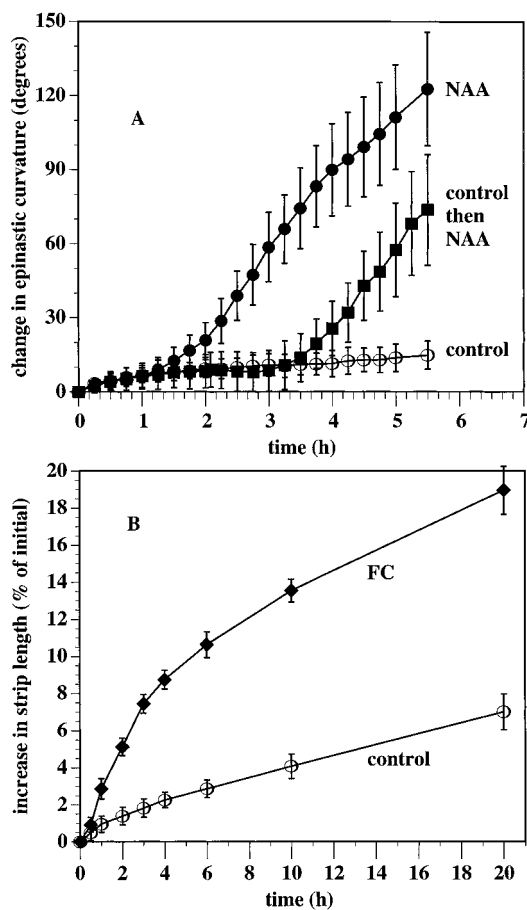 150
120
90
60
30
0
change in epinastic curvature (degrees)
A
NAA
control
then
NAA
control
0 1 2 3 4 5 6 7
time (h)
20
18
16
14
12
10
8
6
4
2
0
increase in strip length (% of initial)
B
FC
control
0 2 4 6 8 10 12 14 16 18 20
time (h)